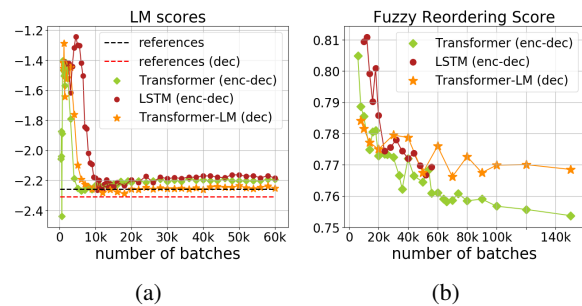 LM scores
−1.2
−1.4
−1.6
−1.8
−2.0
−2.2
−2.4
references
references (dec)
Transformer (enc-dec)
LSTM (enc-dec)
Transformer-LM (dec)
0
10k
20k
30k
40k
50k
60k
number of batches
(a)
Fuzzy Reordering Score
0.81
0.80
0.79
0.78
0.77
0.76
0.75
Transformer (enc-dec)
LSTM (enc-dec)
Transformer-LM (dec)
0
20k
40k
60k
80k
100k
150k
number of batches
(b)